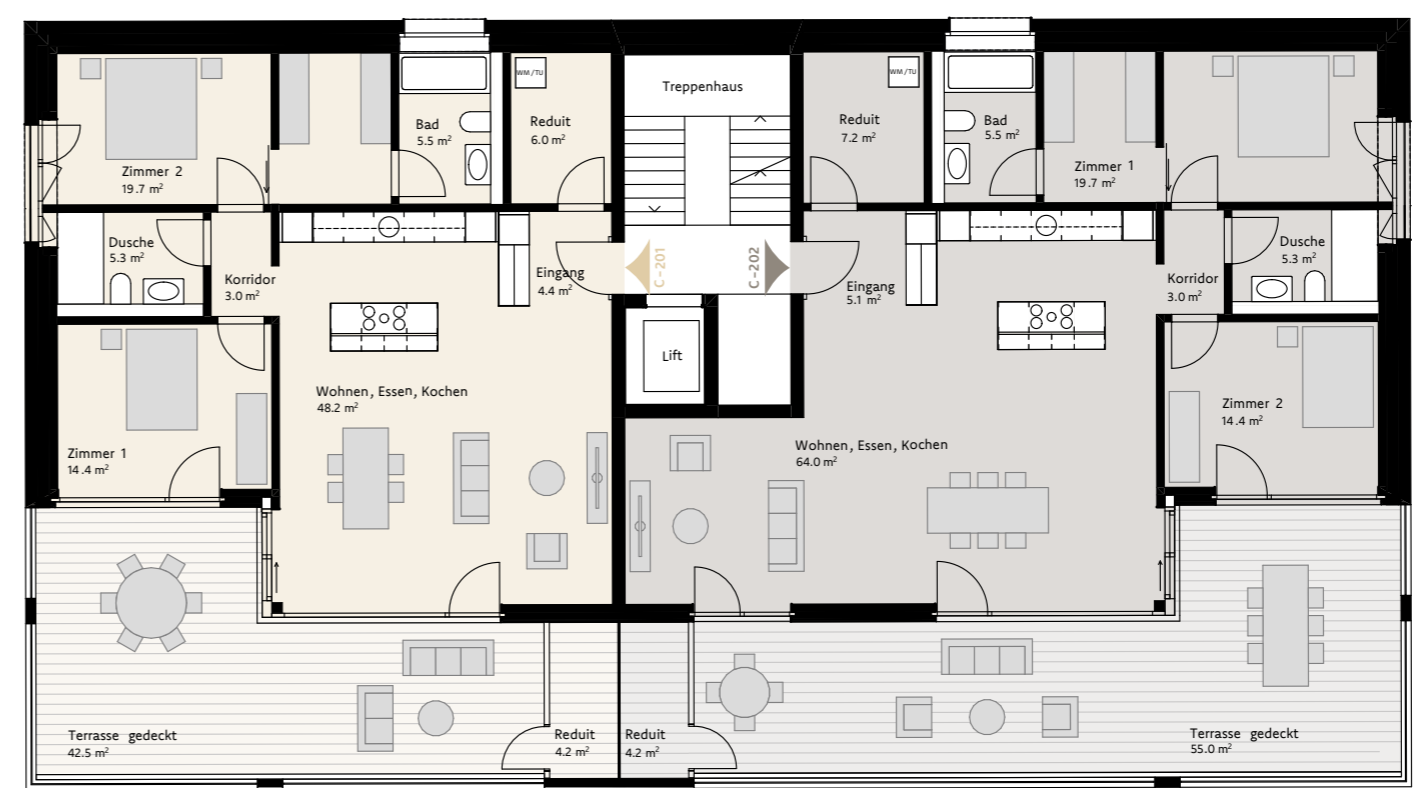 Treppenhaus
WM./TU
Reduit
6.0 m²
Bad
5.5 m²
Zimmer 2
19.7 m²
Dusche
5.3 m²
Korridor
3.0 m²
Eingang
4.4 m²
C-201
Wohnen, Essen, Kochen
48.2 m²
Zimmer 1
14.4 m²
Terrasse gedeckt
42.5 m²
Reduit
4.2 m²
Lift
C-202
WM./TU
Reduit
7.2 m²
Bad
5.5 m²
Zimmer 1
19.7 m²
Dusche
5.3 m²
Korridor
3.0 m²
Eingang
5.1 m²
Wohnen, Essen, Kochen
64.0 m²
Zimmer 2
14.4 m²
Reduit
4.2 m²
Terrasse gedeckt
55.0 m²